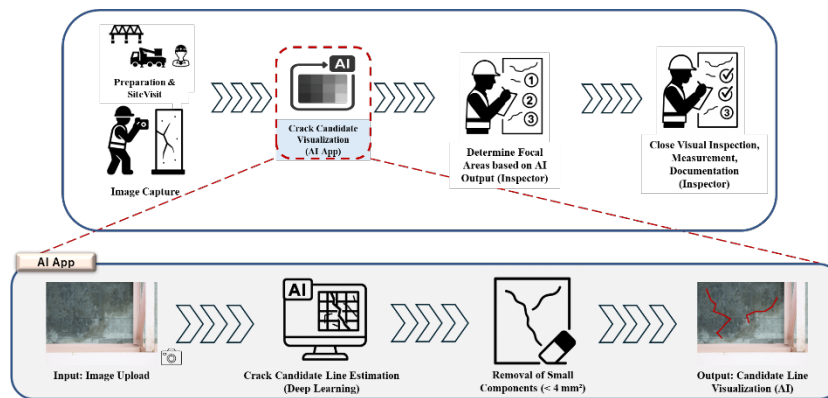 Preparation &
SiteVisit
Image Capture
AI
Crack Candidate
Visualization
(AI App)
1
2
3
Determine Focal
Areas based on AI
Output (Inspector)
3
Close Visual Inspection,
Measurement,
Documentation
(Inspector)
AI App
Input: Image Upload
AI
Crack Candidate Line Estimation
(Deep Learning)
Removal of Small
Components (< 4 mm²)
Output: Candidate Line
Visualization (AI)